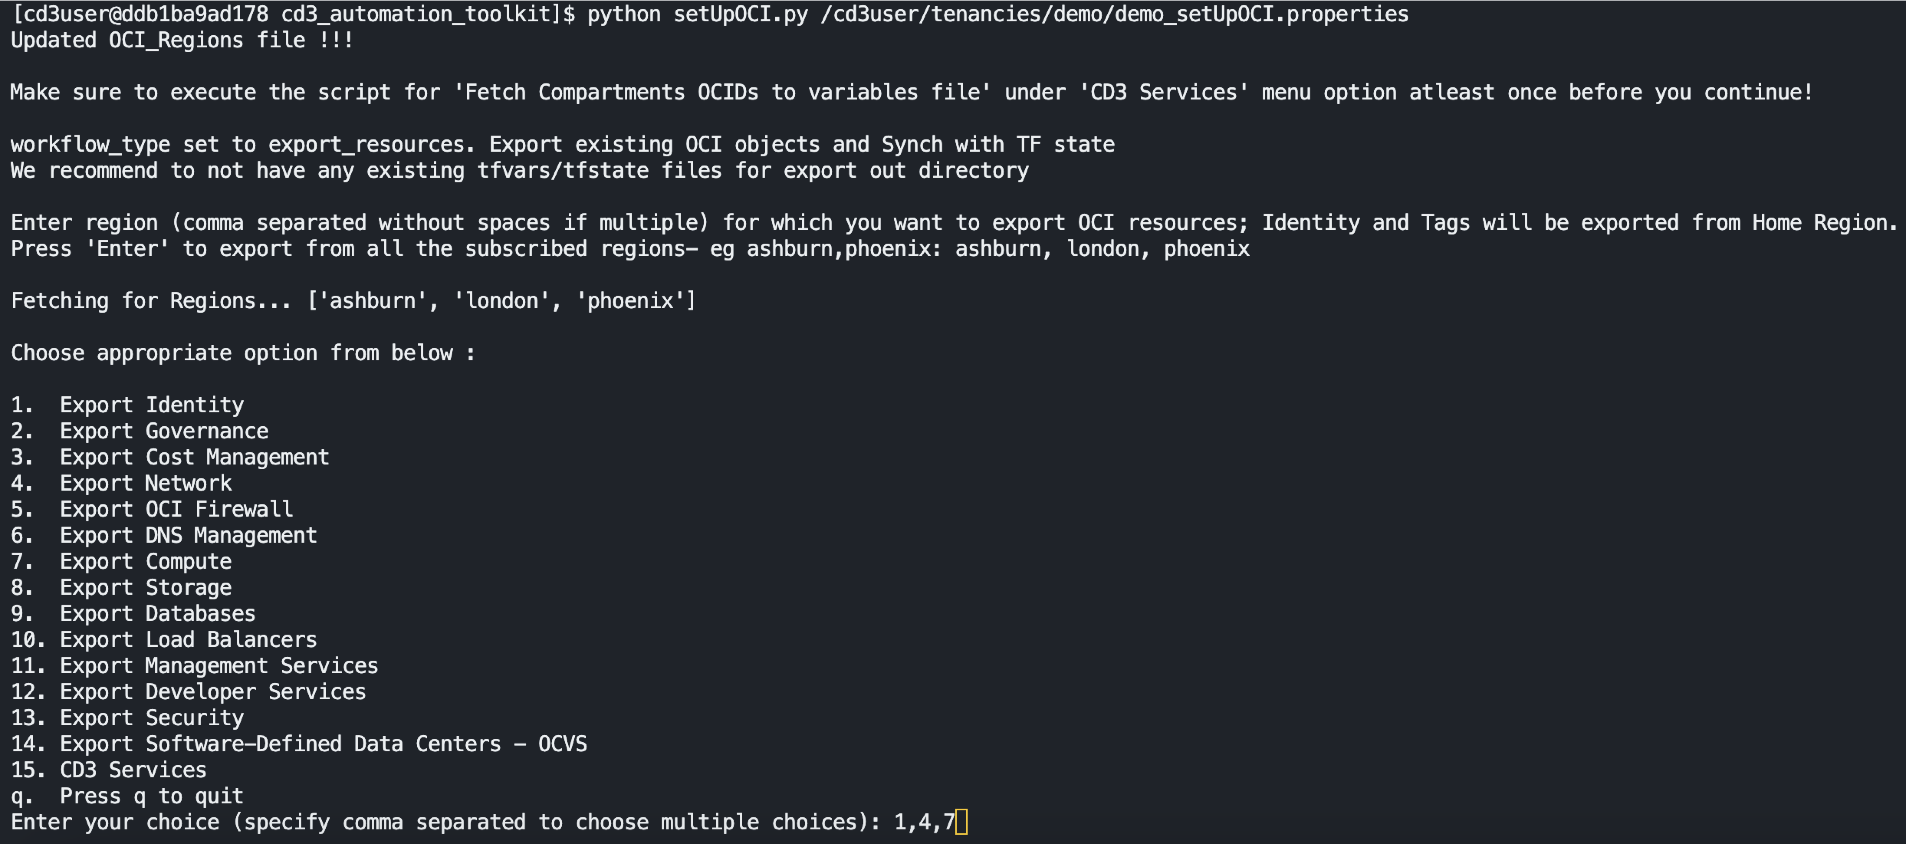 [cd3user@ddb1ba9ad178 cd3_automation_toolkit]$ python setUpOCI.py /cd3user/tenancies/demo/demo_setUpOCI.properties
Updated OCI_Regions file !!!
Make sure to execute the script for 'Fetch Compartments OCIDs to variables file' under 'CD3 Services' menu option atleast once before you continue!
workflow_type set to export_resources. Export existing OCI objects and Synch with TF state
We recommend to not have any existing tfvars/tfstate files for export out directory
Enter region (comma separated without spaces if multiple) for which you want to export OCI resources; Identity and Tags will be exported from Home Region.
Press 'Enter' to export from all the subscribed regions- eg ashburn,phoenix: ashburn, london, phoenix
Fetching for Regions... ['ashburn', 'london', 'phoenix']
Choose appropriate option from below :
1.  Export Identity
2.  Export Governance
3.  Export Cost Management
4.  Export Network
5.  Export OCI Firewall
6.  Export DNS Management
7.  Export Compute
8.  Export Storage
9.  Export Databases
10. Export Load Balancers
11. Export Management Services
12. Export Developer Services
13. Export Security
14. Export Software-Defined Data Centers - OCVS
15. CD3 Services
q.  Press q to quit
Enter your choice (specify comma separated to choose multiple choices): 1,4,7